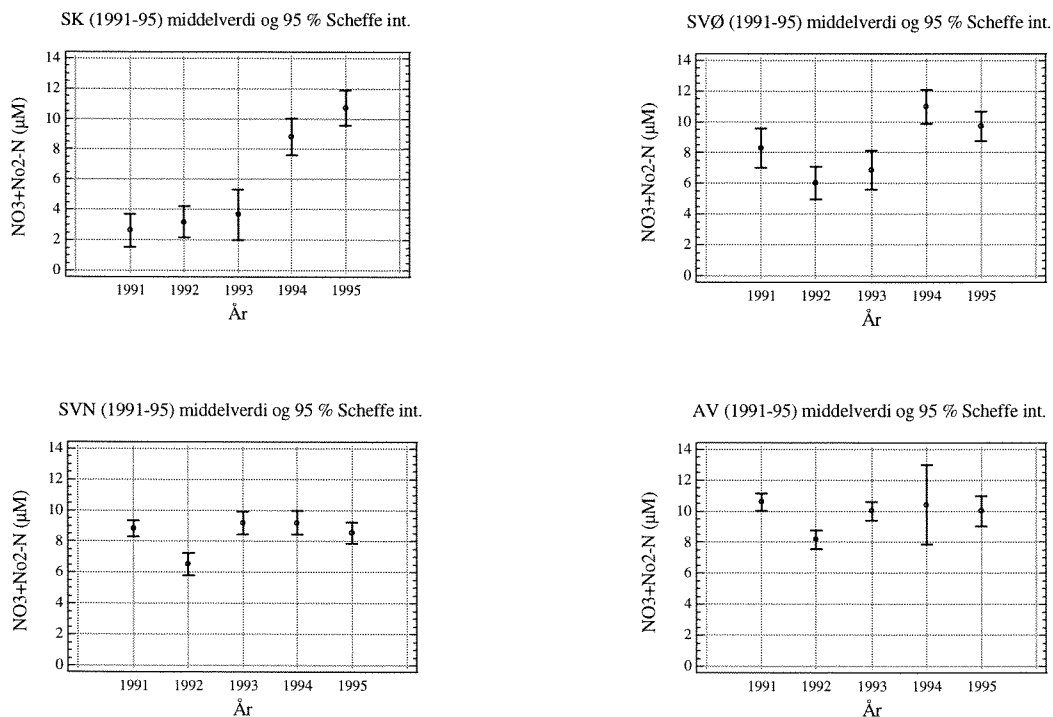 SK (1991-95) middelverdi og 95 % Scheffe int.
NO3+No2-N (µM)
14
12
10
8
6
4
2
0
1991 1992 1993 1994 1995
År
SVØ (1991-95) middelverdi og 95 % Scheffe int.
NO3+No2-N (µM)
14
12
10
8
6
4
2
0
1991 1992 1993 1994 1995
År
SVN (1991-95) middelverdi og 95 % Scheffe int.
NO3+No2-N (µM)
14
12
10
8
6
4
2
0
1991 1992 1993 1994 1995
År
AV (1991-95) middelverdi og 95 % Scheffe int.
NO3+No2-N (µM)
14
12
10
8
6
4
2
0
1991 1992 1993 1994 1995
År